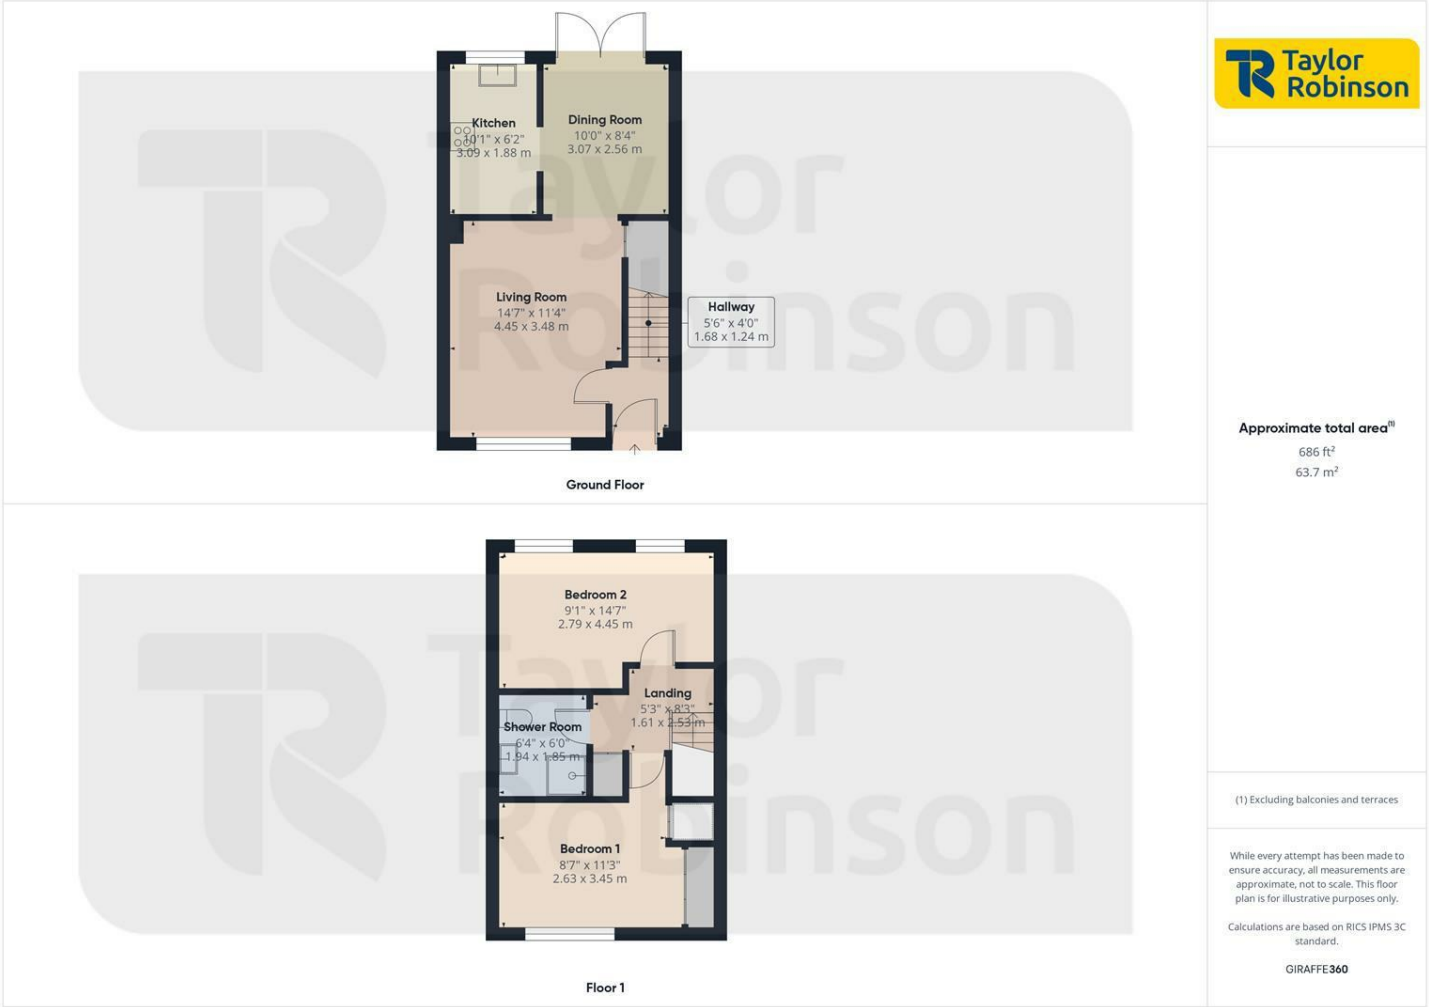 Taylor
Robinson
Kitchen
10'1" x 6'2"
3.09 x 1.88 m
Dining Room
10'0" x 8'4"
3.07 x 2.56 m
Living Room
14'7" x 11'4"
4.45 x 3.48 m
Hallway
5'6" x 4'0"
1.68 x 1.24 m
Taylor
Robinson
Ground Floor
Bedroom 2
9'1" x 14'7"
2.79 x 4.45 m
Landing
5'3" x 8'3"
1.61 x 2.53 m
Shower Room
6'4" x 6'0"
1.94 x 1.85 m
Bedroom 1
8'7" x 11'3"
2.63 x 3.45 m
Taylor
Robinson
Floor 1
Approximate total area(1)
686 ft²
63.7 m²
(1) Excluding balconies and terraces
While every attempt has been made to
ensure accuracy, all measurements are
approximate, not to scale. This floor
plan is for illustrative purposes only.
Calculations are based on RICS IPMS 3C
standard.
GIRAFFE360